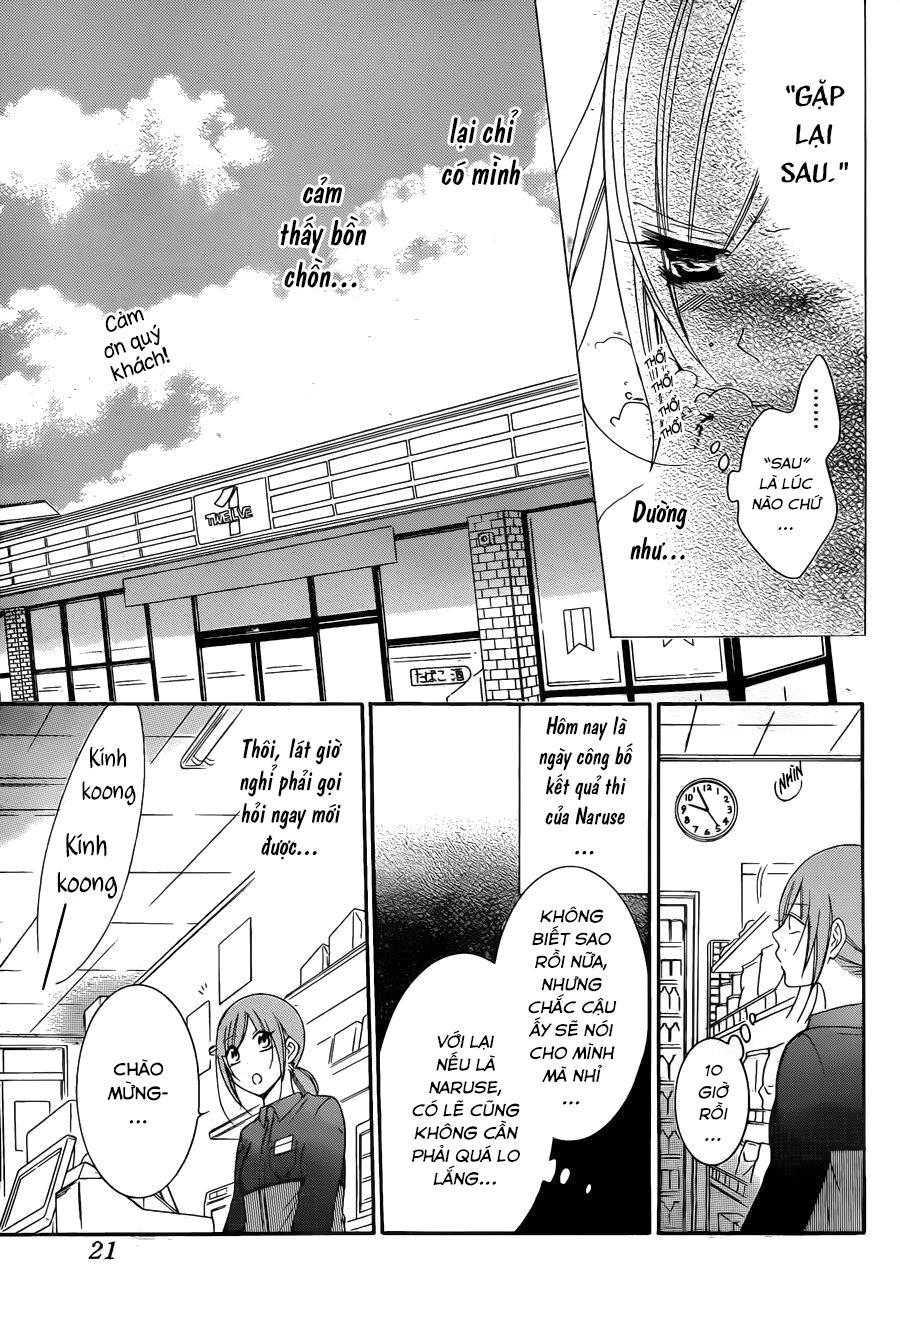 "GẶP
LẠI
SAU."
THỔI
THỔI
THỔI
THỔI
......
"SAU"
LÀ LÚC
NÀO CHỨ
...
Dường
như...
lại chỉ
có mình
cảm
thấy bồn
chồn...
Cảm
ơn quý
khách!
TWELVE
たばこ 酒
NHÌN
10
GIỜ
RỒI
...
Hôm nay là
ngày công bố
kết quả thi
của Naruse
...
KHÔNG
BIẾT SAO
RỒI NỮA,
NHƯNG
CHẮC CẬU
ẤY SẼ NÓI
CHO MÌNH
MÀ NHỈ
...
VỚI LẠI
NẾU LÀ
NARUSE,
CÓ LẼ CŨNG
KHÔNG CẦN
PHẢI QUÁ LO
LẮNG...
Thôi, lát giờ
nghỉ phải gọi
hỏi ngay mới
được...
Kính
koong
Kính
koong
CHÀO
MỪNG-
...
21